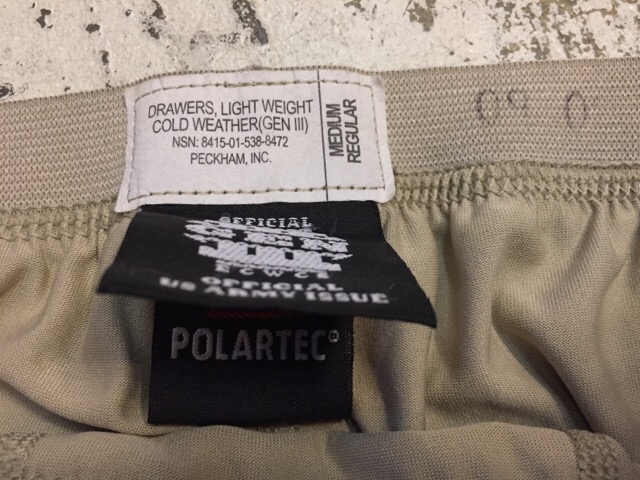 DRAWERS, LIGHT WEIGHT
COLD WEATHER(GEN III)
NSN: 8415-01-538-8472
PECKHAM, INC.
MEDIUM
REGULAR
OFFICIAL
ECWCS
OFFICIAL
US ARMY ISSUE
POLARTEC®